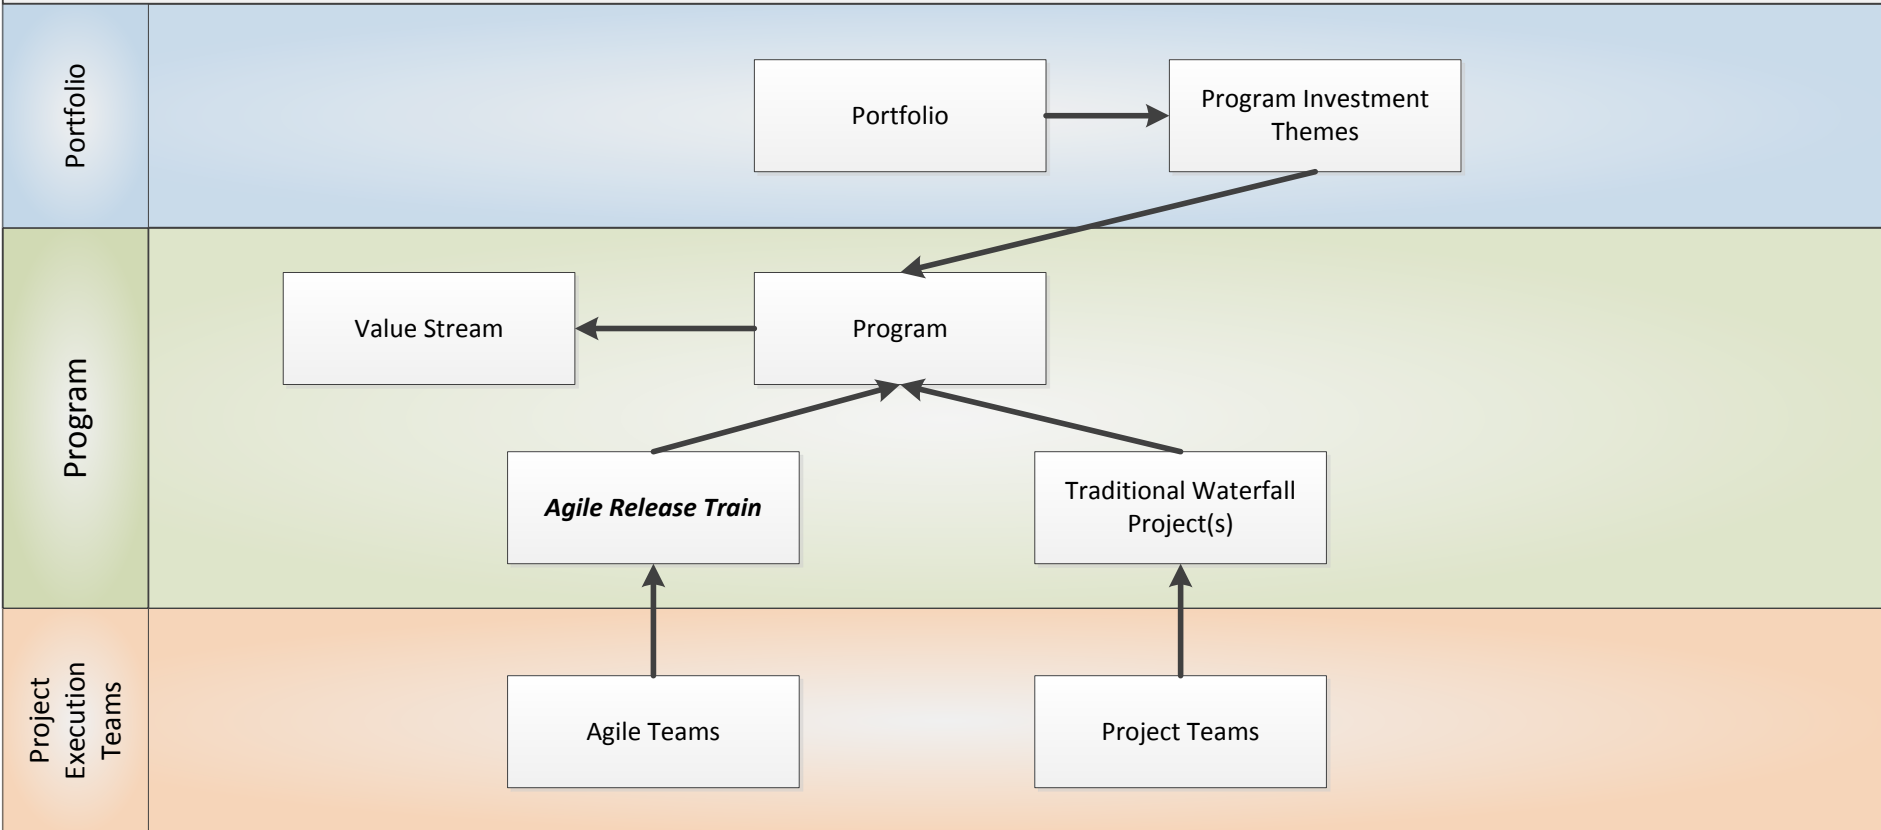 Portfolio
Portfolio
Program Investment
Themes
Program
Value Stream
Program
Agile Release Train
Traditional Waterfall
Project(s)
Project
Execution
Teams
Agile Teams
Project Teams